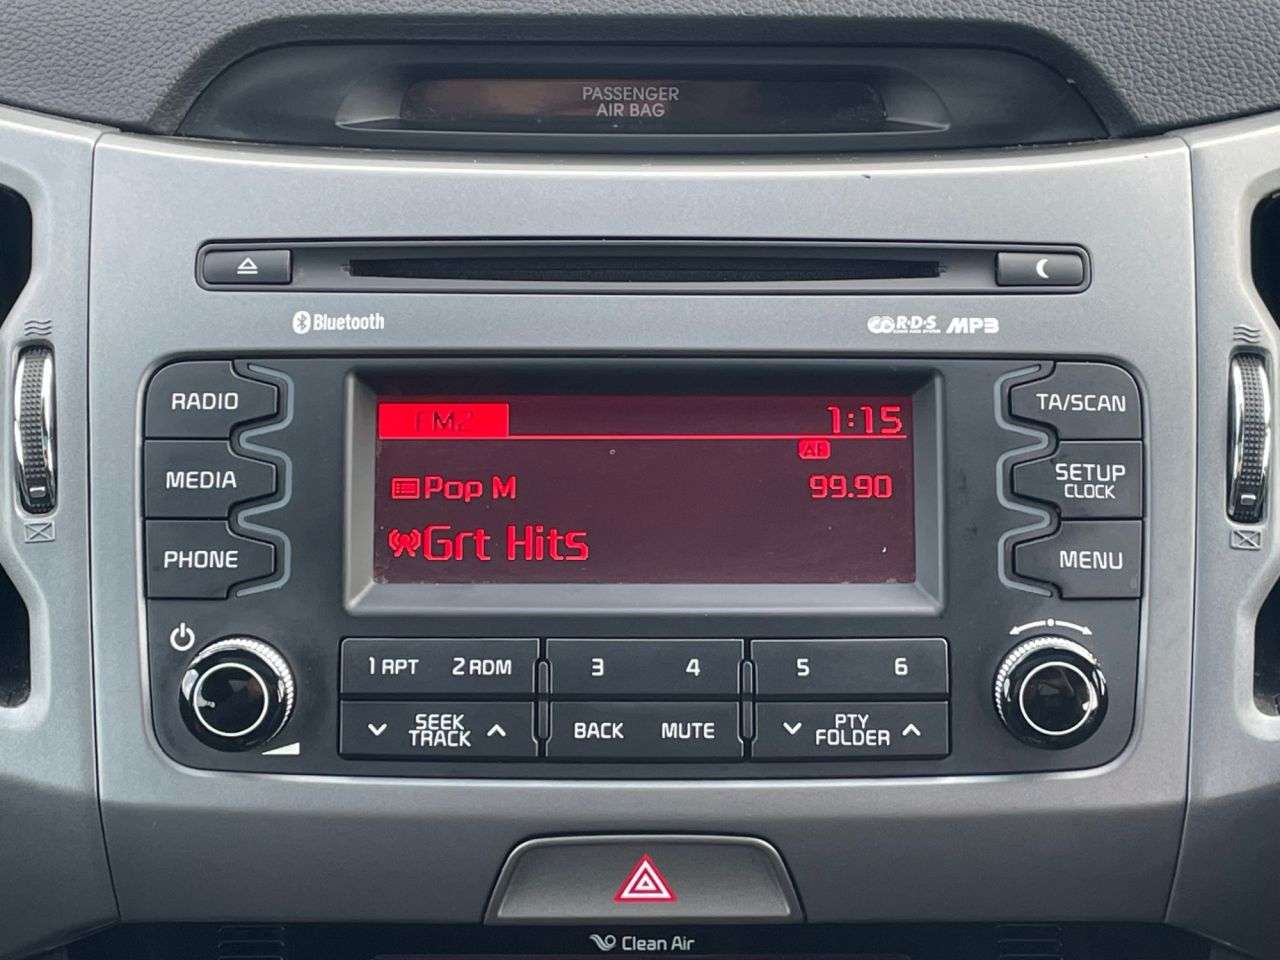 PASSENGER
AIR BAG
Bluetooth
R·D·S MP3
RADIO
TA/SCAN
FM2 1:15
AF
MEDIA
Pop M 99.90
SETUP
CLOCK
PHONE
Grt Hits
MENU
1 RPT 2 RDM 3 4 5 6
SEEK
TRACK
BACK MUTE
PTY
FOLDER
Clean Air